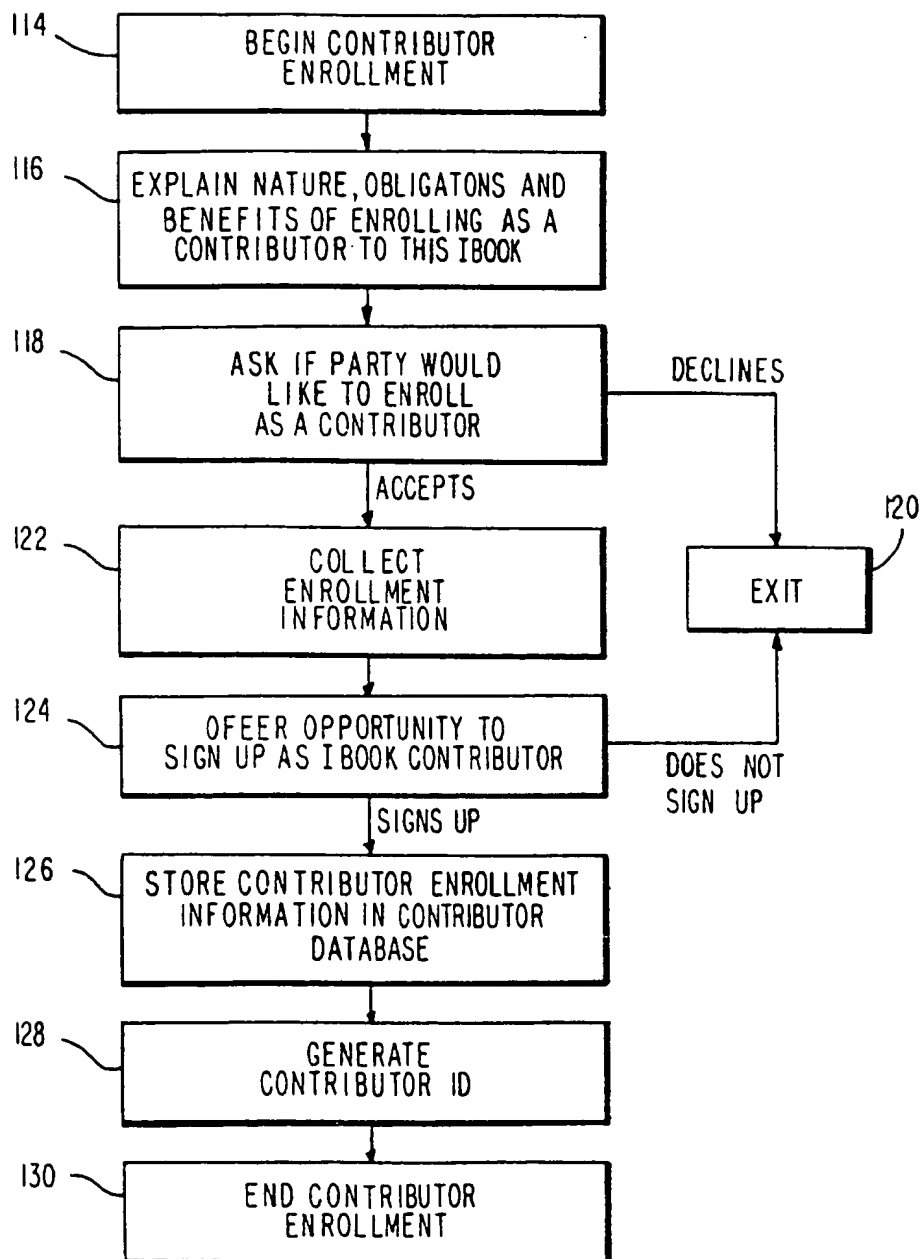 114
BEGIN CONTRIBUTOR
ENROLLMENT
116
EXPLAIN NATURE, OBLIGATONS AND
BENEFITS OF ENROLLING AS A
CONTRIBUTOR TO THIS IBOOK
118
ASK IF PARTY WOULD
LIKE TO ENROLL
AS A CONTRIBUTOR
DECLINES
ACCEPTS
120
EXIT
122
COLLECT
ENROLLMENT
INFORMATION
124
OFEER OPPORTUNITY TO
SIGN UP AS IBOOK CONTRIBUTOR
DOES NOT
SIGN UP
SIGNS UP
126
STORE CONTRIBUTOR ENROLLMENT
INFORMATION IN CONTRIBUTOR
DATABASE
128
GENERATE
CONTRIBUTOR ID
130
END CONTRIBUTOR
ENROLLMENT